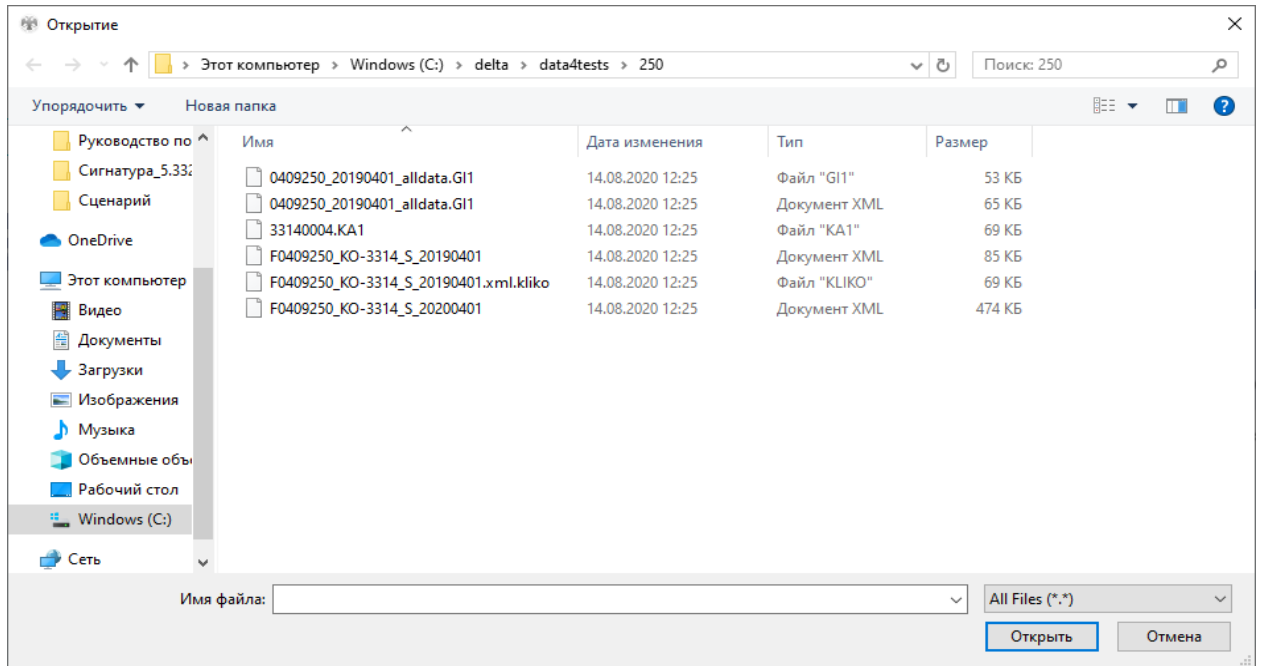 Открытие
Этот компьютер > Windows (C:) > delta > data4tests > 250
Поиск: 250
Упорядочить
Новая папка
Имя
Дата изменения
Тип
Размер
Руководство по
Сигнатура_5.332
Сценарий
OneDrive
Этот компьютер
Видео
Документы
Загрузки
Изображения
Музыка
Объемные объ
Рабочий стол
Windows (C:)
Сеть
0409250_20190401_alldata.GI1 14.08.2020 12:25 Файл "GI1" 53 КБ
0409250_20190401_alldata.GI1 14.08.2020 12:25 Документ XML 65 КБ
33140004.KA1 14.08.2020 12:25 Файл "KA1" 69 КБ
F0409250_KO-3314_S_20190401 14.08.2020 12:25 Документ XML 85 КБ
F0409250_KO-3314_S_20190401.xml.kliko 14.08.2020 12:25 Файл "KLIKO" 69 КБ
F0409250_KO-3314_S_20200401 14.08.2020 12:25 Документ XML 474 КБ
Имя файла:
All Files (*.*)
Открыть
Отмена